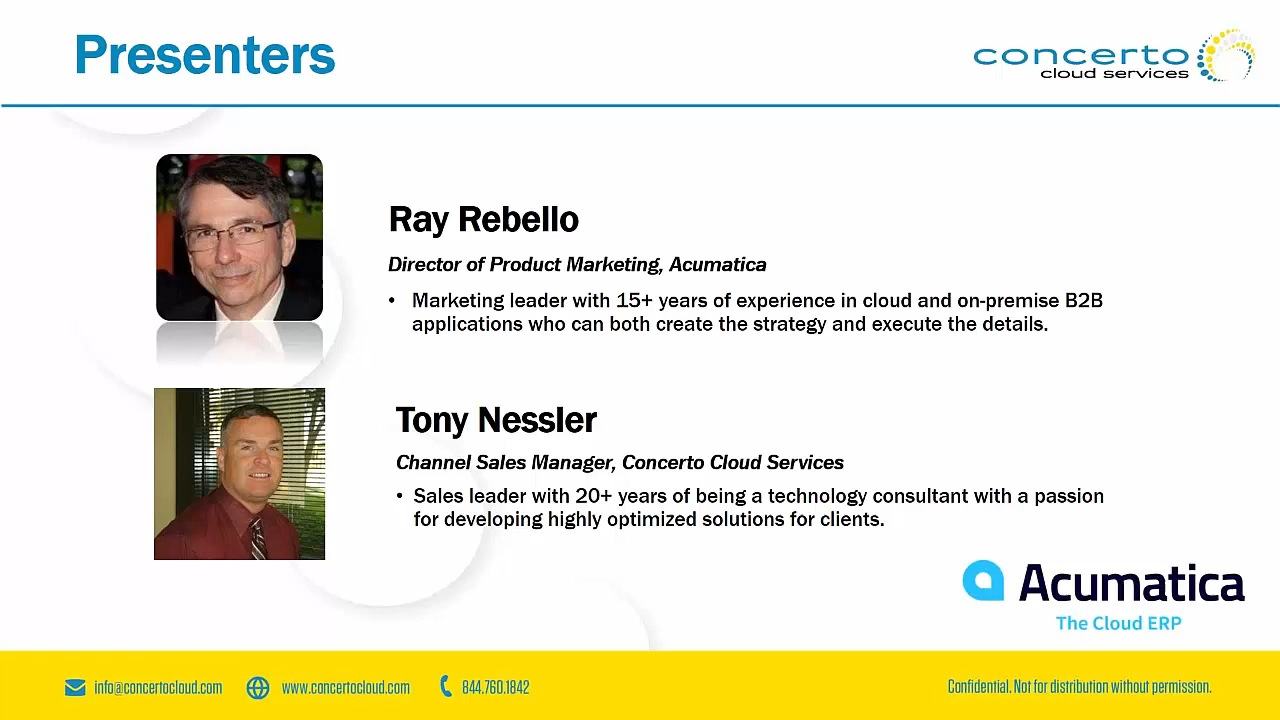 Presenters
concerto
cloud services
Ray Rebello
Director of Product Marketing, Acumatica
• Marketing leader with 15+ years of experience in cloud and on-premise B2B
applications who can both create the strategy and execute the details.
Tony Nessler
Channel Sales Manager, Concerto Cloud Services
• Sales leader with 20+ years of being a technology consultant with a passion
for developing highly optimized solutions for clients.
Acumatica
The Cloud ERP
info@concertocloud.com www.concertocloud.com 844.760.1842 Confidential. Not for distribution without permission.